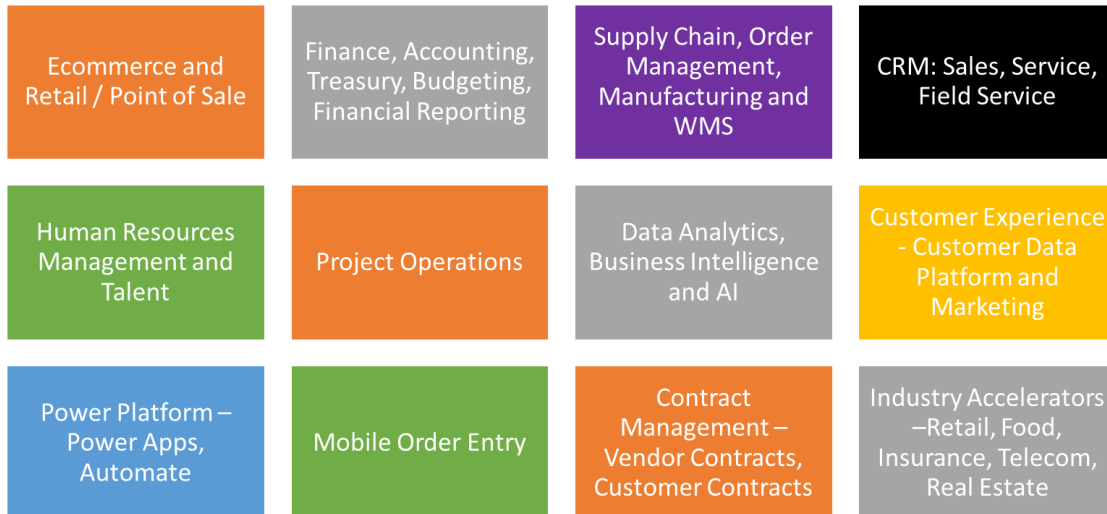 Ecommerce and
Retail / Point of Sale
Finance, Accounting,
Treasury, Budgeting,
Financial Reporting
Supply Chain, Order
Management,
Manufacturing and
WMS
CRM: Sales, Service,
Field Service
Human Resources
Management and
Talent
Project Operations
Data Analytics,
Business Intelligence
and AI
Customer Experience
- Customer Data
Platform and
Marketing
Power Platform –
Power Apps,
Automate
Mobile Order Entry
Contract
Management –
Vendor Contracts,
Customer Contracts
Industry Accelerators
–Retail, Food,
Insurance, Telecom,
Real Estate